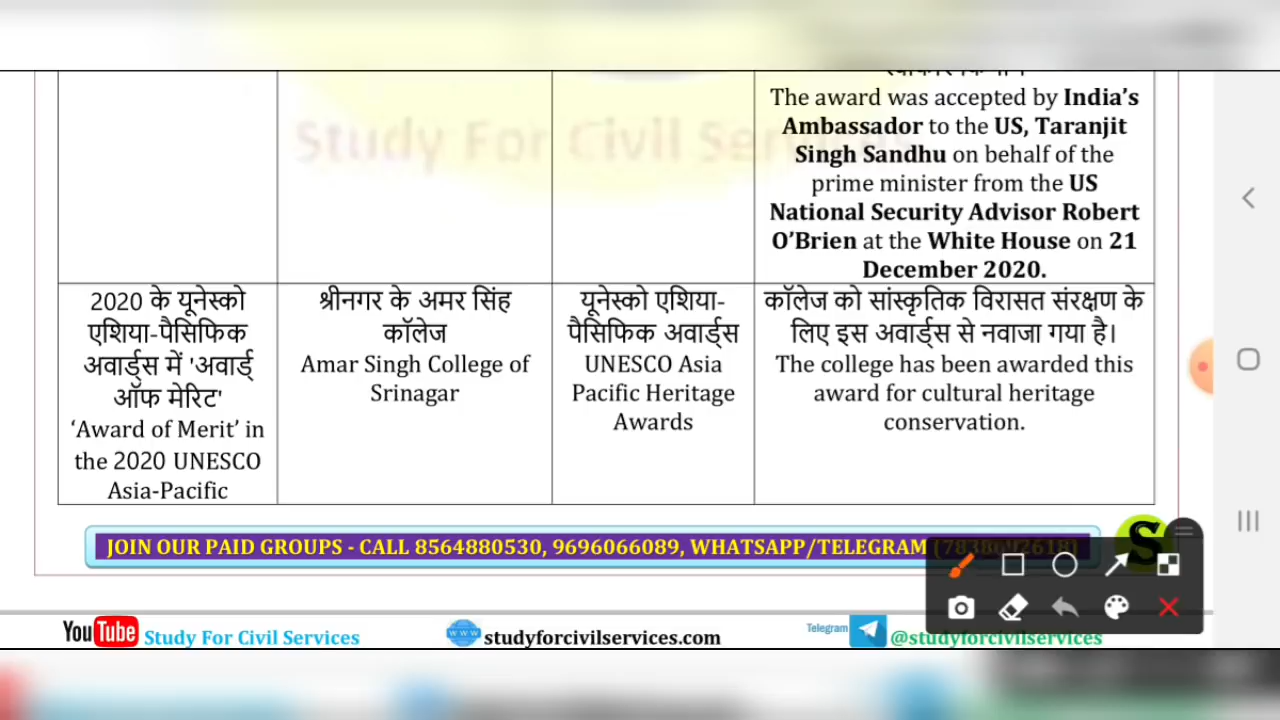 Study For Civil Services
The award was accepted by India's
Ambassador to the US, Taranjit
Singh Sandhu on behalf of the
prime minister from the US
National Security Advisor Robert
O'Brien at the White House on 21
December 2020.
2020 के यूनेस्को
एशिया-पैसिफिक
अवार्ड्स में 'अवार्ड्
ऑफ मेरिट'
'Award of Merit' in
the 2020 UNESCO
Asia-Pacific
श्रीनगर के अमर सिंह
कॉलेज
Amar Singh College of
Srinagar
यूनेस्को एशिया-
पैसिफिक अवार्ड्स
UNESCO Asia
Pacific Heritage
Awards
कॉलेज को सांस्कृतिक विरासत संरक्षण के
लिए इस अवार्ड्स से नवाजा गया है।
The college has been awarded this
award for cultural heritage
conservation.
JOIN OUR PAID GROUPS - CALL 8564880530, 9696066089, WHATSAPP/TELEGRAM
S
YouTube Study For Civil Services
www studyforcivilservices.com
Telegram @studyforcivilservices